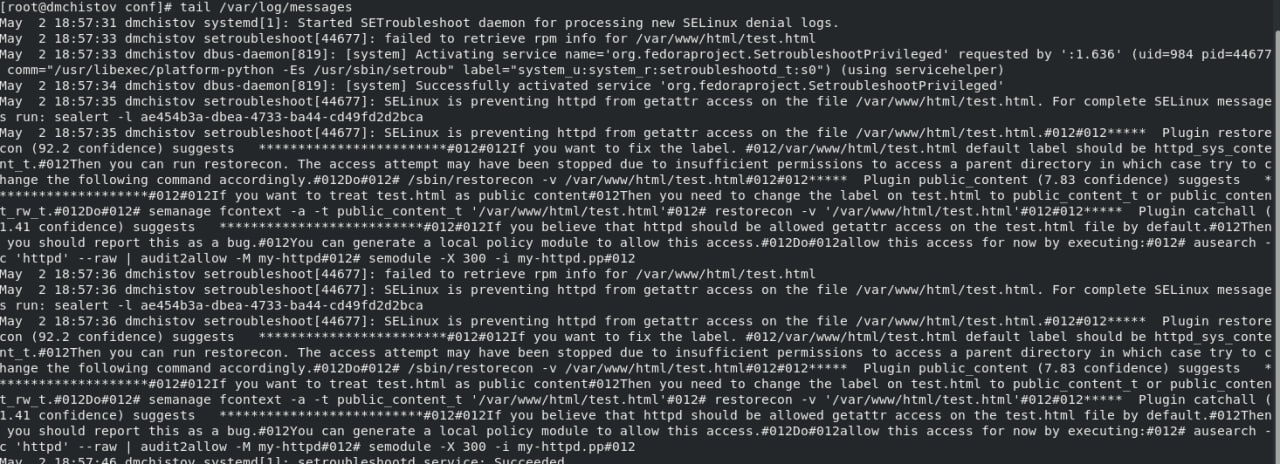 [root@dmchistov conf]# tail /var/log/messages
May  2 18:57:31 dmchistov systemd[1]: Started SETroubleshoot daemon for processing new SELinux denial logs.
May  2 18:57:33 dmchistov setroubleshoot[44677]: failed to retrieve rpm info for /var/www/html/test.html
May  2 18:57:33 dmchistov dbus-daemon[819]: [system] Activating service name='org.fedoraproject.SetroubleshootPrivileged' requested by ':1.636' (uid=984 pid=44677
 comm="/usr/libexec/platform-python -Es /usr/sbin/setroub" label="system_u:system_r:setroubleshootd_t:s0") (using servicehelper)
May  2 18:57:34 dmchistov dbus-daemon[819]: [system] Successfully activated service 'org.fedoraproject.SetroubleshootPrivileged'
May  2 18:57:35 dmchistov setroubleshoot[44677]: SELinux is preventing httpd from getattr access on the file /var/www/html/test.html. For complete SELinux message
s run: sealert -l ae454b3a-dbea-4733-ba44-cd49fd2d2bca
May  2 18:57:35 dmchistov setroubleshoot[44677]: SELinux is preventing httpd from getattr access on the file /var/www/html/test.html.#012#012*****  Plugin restore
con (92.2 confidence) suggests   ************************#012#012If you want to fix the label. #012/var/www/html/test.html default label should be httpd_sys_conte
nt_t.#012Then you can run restorecon. The access attempt may have been stopped due to insufficient permissions to access a parent directory in which case try to c
hange the following command accordingly.#012Do#012# /sbin/restorecon -v /var/www/html/test.html#012#012*****  Plugin public_content (7.83 confidence) suggests   *
*******************#012#012If you want to treat test.html as public content#012Then you need to change the label on test.html to public_content_t or public_conten
t_rw_t.#012Do#012# semanage fcontext -a -t public_content_t '/var/www/html/test.html'#012# restorecon -v '/var/www/html/test.html'#012#012*****  Plugin catchall (
1.41 confidence) suggests   **************************#012#012If you believe that httpd should be allowed getattr access on the test.html file by default.#012Then
 you should report this as a bug.#012You can generate a local policy module to allow this access.#012Do#012allow this access for now by executing:#012# ausearch -
c 'httpd' --raw | audit2allow -M my-httpd#012# semodule -X 300 -i my-httpd.pp#012
May  2 18:57:36 dmchistov setroubleshoot[44677]: failed to retrieve rpm info for /var/www/html/test.html
May  2 18:57:36 dmchistov setroubleshoot[44677]: SELinux is preventing httpd from getattr access on the file /var/www/html/test.html. For complete SELinux message
s run: sealert -l ae454b3a-dbea-4733-ba44-cd49fd2d2bca
May  2 18:57:36 dmchistov setroubleshoot[44677]: SELinux is preventing httpd from getattr access on the file /var/www/html/test.html.#012#012*****  Plugin restore
con (92.2 confidence) suggests   ************************#012#012If you want to fix the label. #012/var/www/html/test.html default label should be httpd_sys_conte
nt_t.#012Then you can run restorecon. The access attempt may have been stopped due to insufficient permissions to access a parent directory in which case try to c
hange the following command accordingly.#012Do#012# /sbin/restorecon -v /var/www/html/test.html#012#012*****  Plugin public_content (7.83 confidence) suggests   *
*******************#012#012If you want to treat test.html as public content#012Then you need to change the label on test.html to public_content_t or public_conten
t_rw_t.#012Do#012# semanage fcontext -a -t public_content_t '/var/www/html/test.html'#012# restorecon -v '/var/www/html/test.html'#012#012*****  Plugin catchall (
1.41 confidence) suggests   **************************#012#012If you believe that httpd should be allowed getattr access on the test.html file by default.#012Then
 you should report this as a bug.#012You can generate a local policy module to allow this access.#012Do#012allow this access for now by executing:#012# ausearch -
c 'httpd' --raw | audit2allow -M my-httpd#012# semodule -X 300 -i my-httpd.pp#012
May  2 18:57:46 dmchistov systemd[1]: setroubleshootd.service: Succeeded.